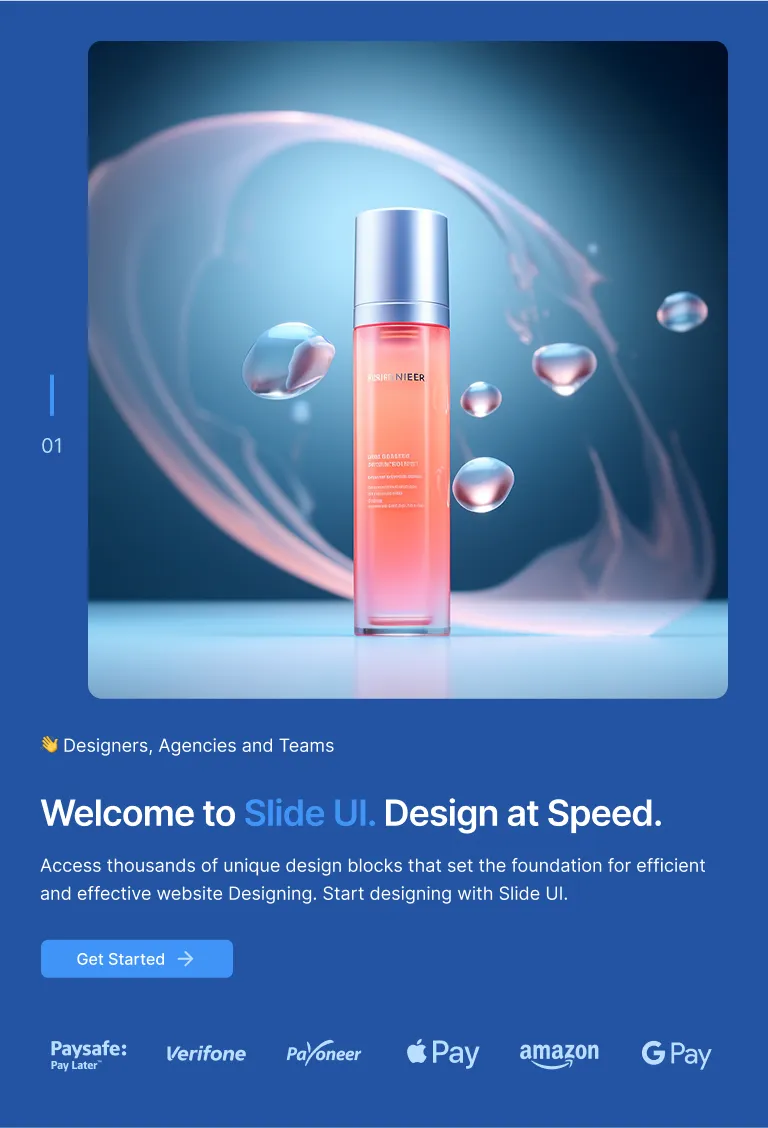 01
👋 Designers, Agencies and Teams
Welcome to Slide UI. Design at Speed.
Access thousands of unique design blocks that set the foundation for efficient
and effective website Designing. Start designing with Slide UI.
Get Started →
Paysafe:
Pay Later™
Verifone
Payoneer
Pay
amazon
G Pay